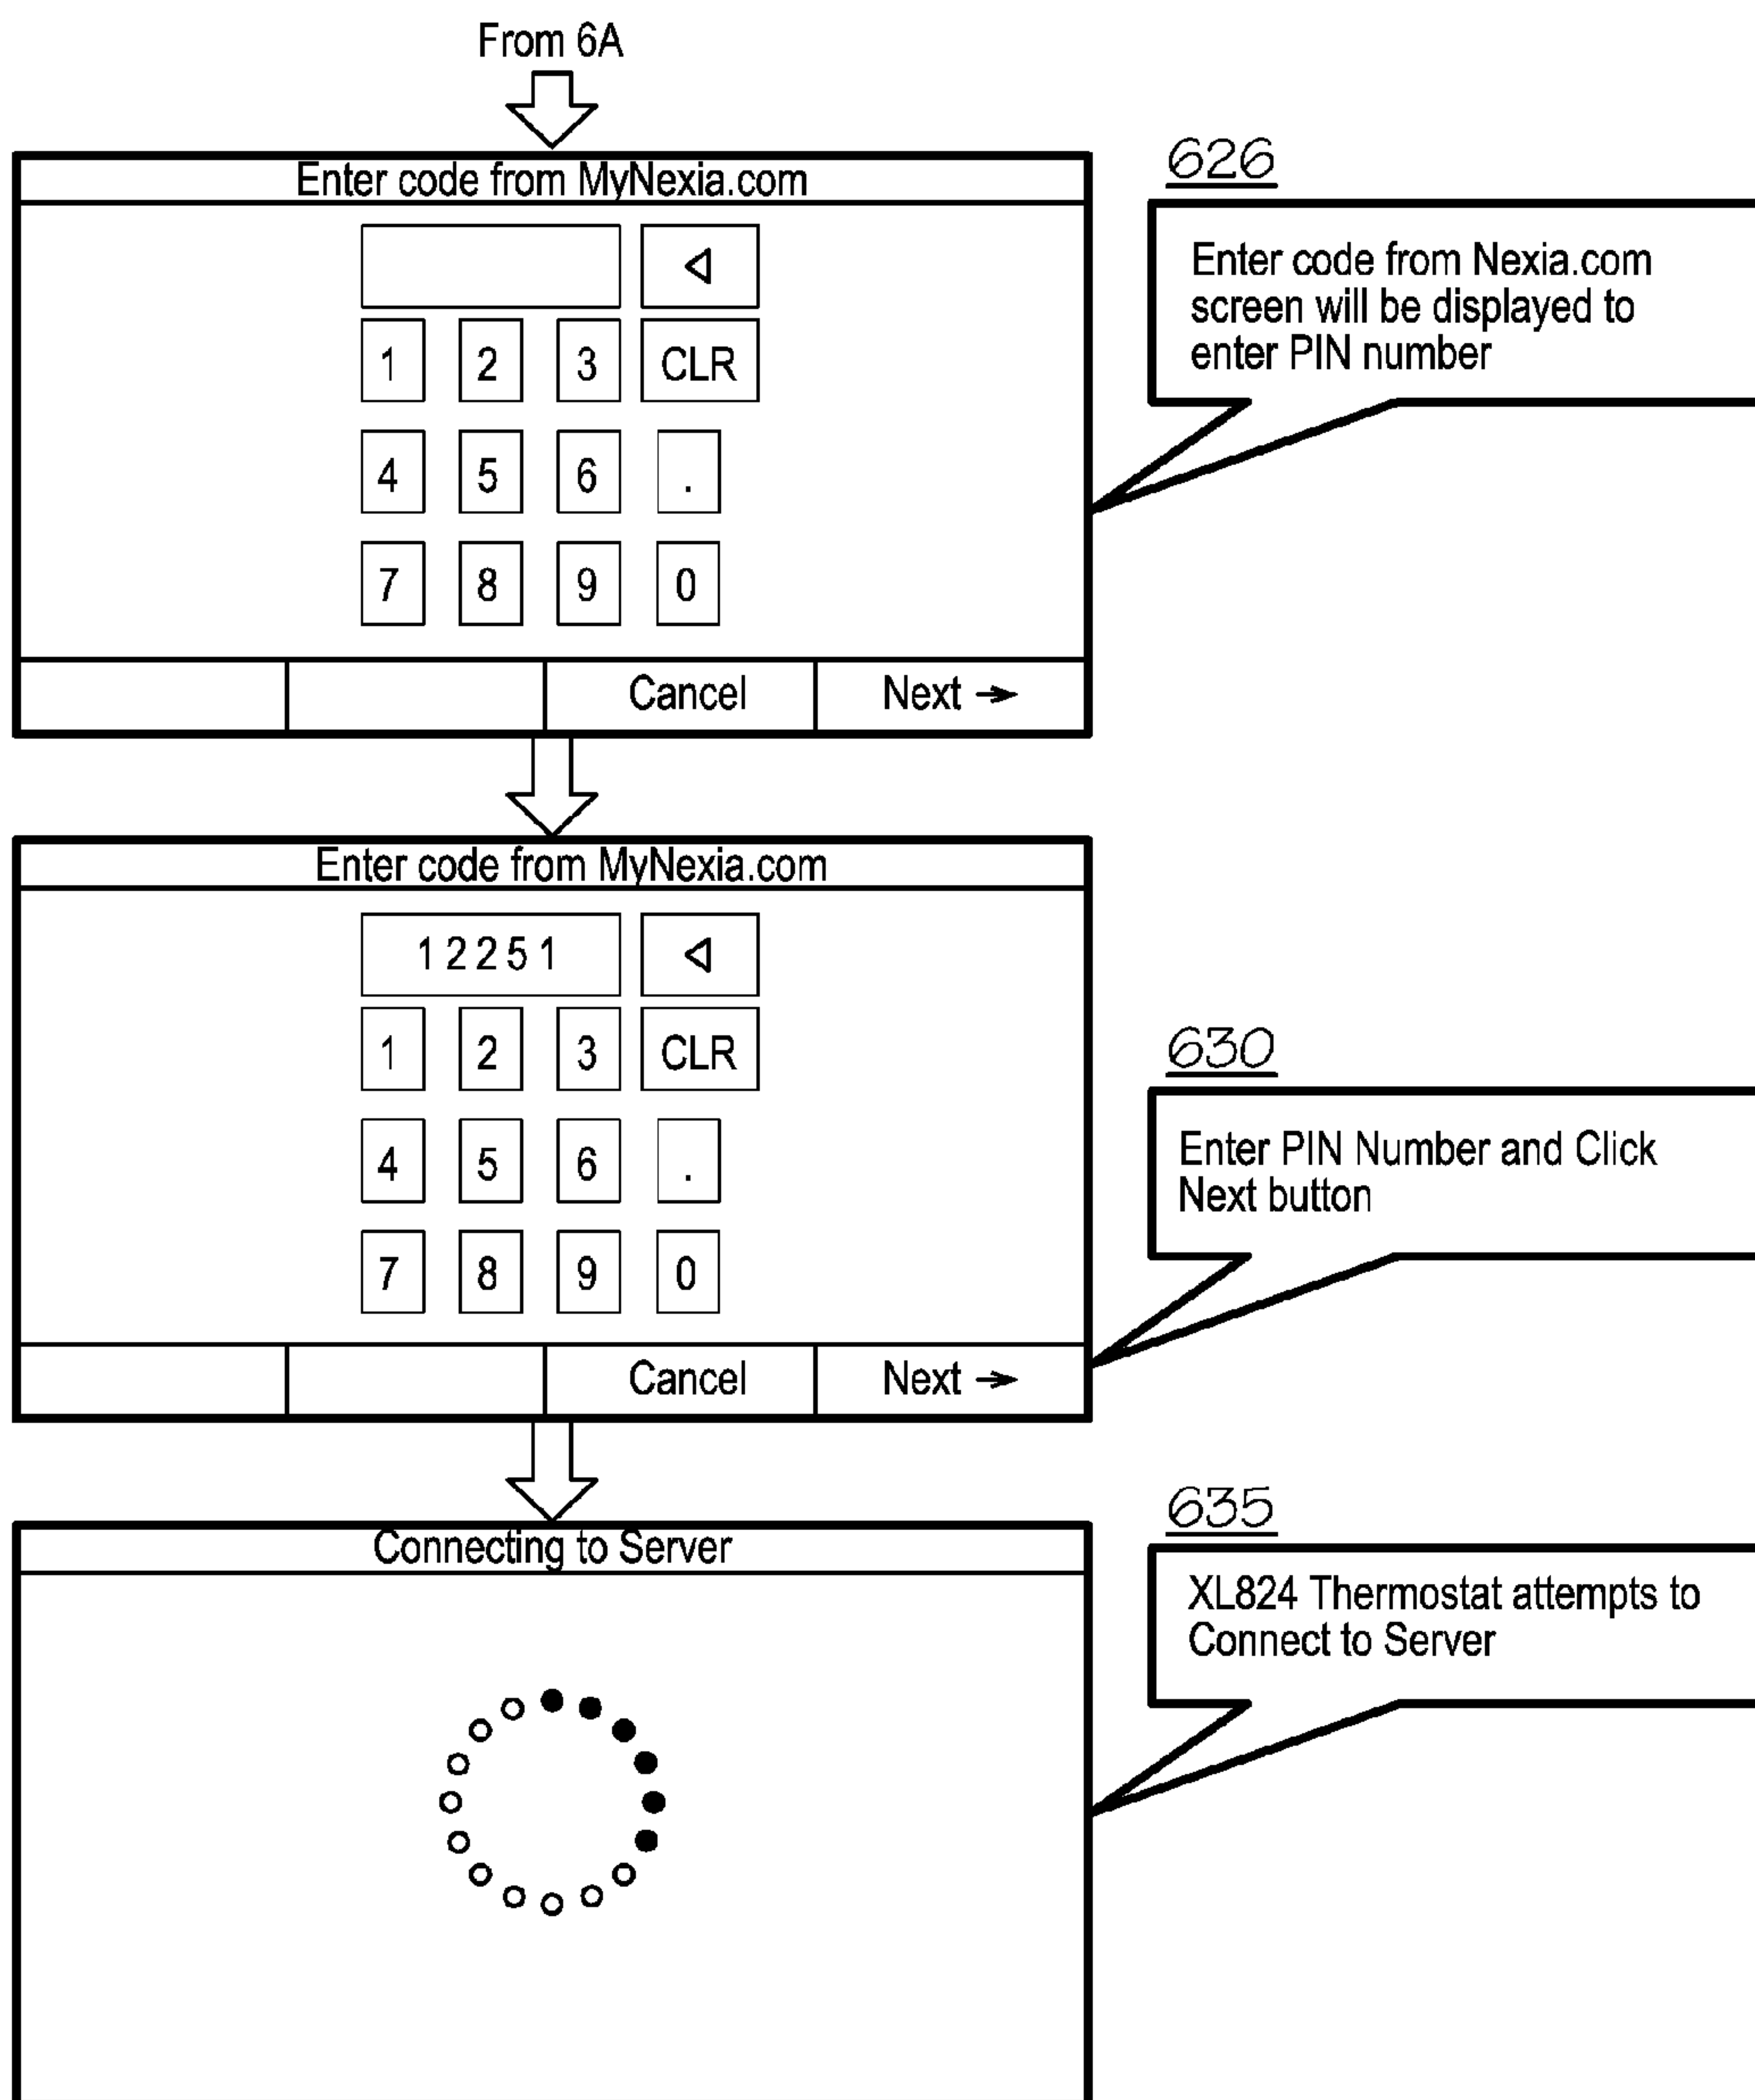 From 6A
Enter code from MyNexia.com
626
Enter code from Nexia.com
screen will be displayed to
enter PIN number
1 2 3 CLR
4 5 6 .
7 8 9 0
Cancel Next →
Enter code from MyNexia.com
12251
1 2 3 CLR
630
Enter PIN Number and Click
Next button
4 5 6 .
7 8 9 0
Cancel Next →
Connecting to Server
635
XL824 Thermostat attempts to
Connect to Server